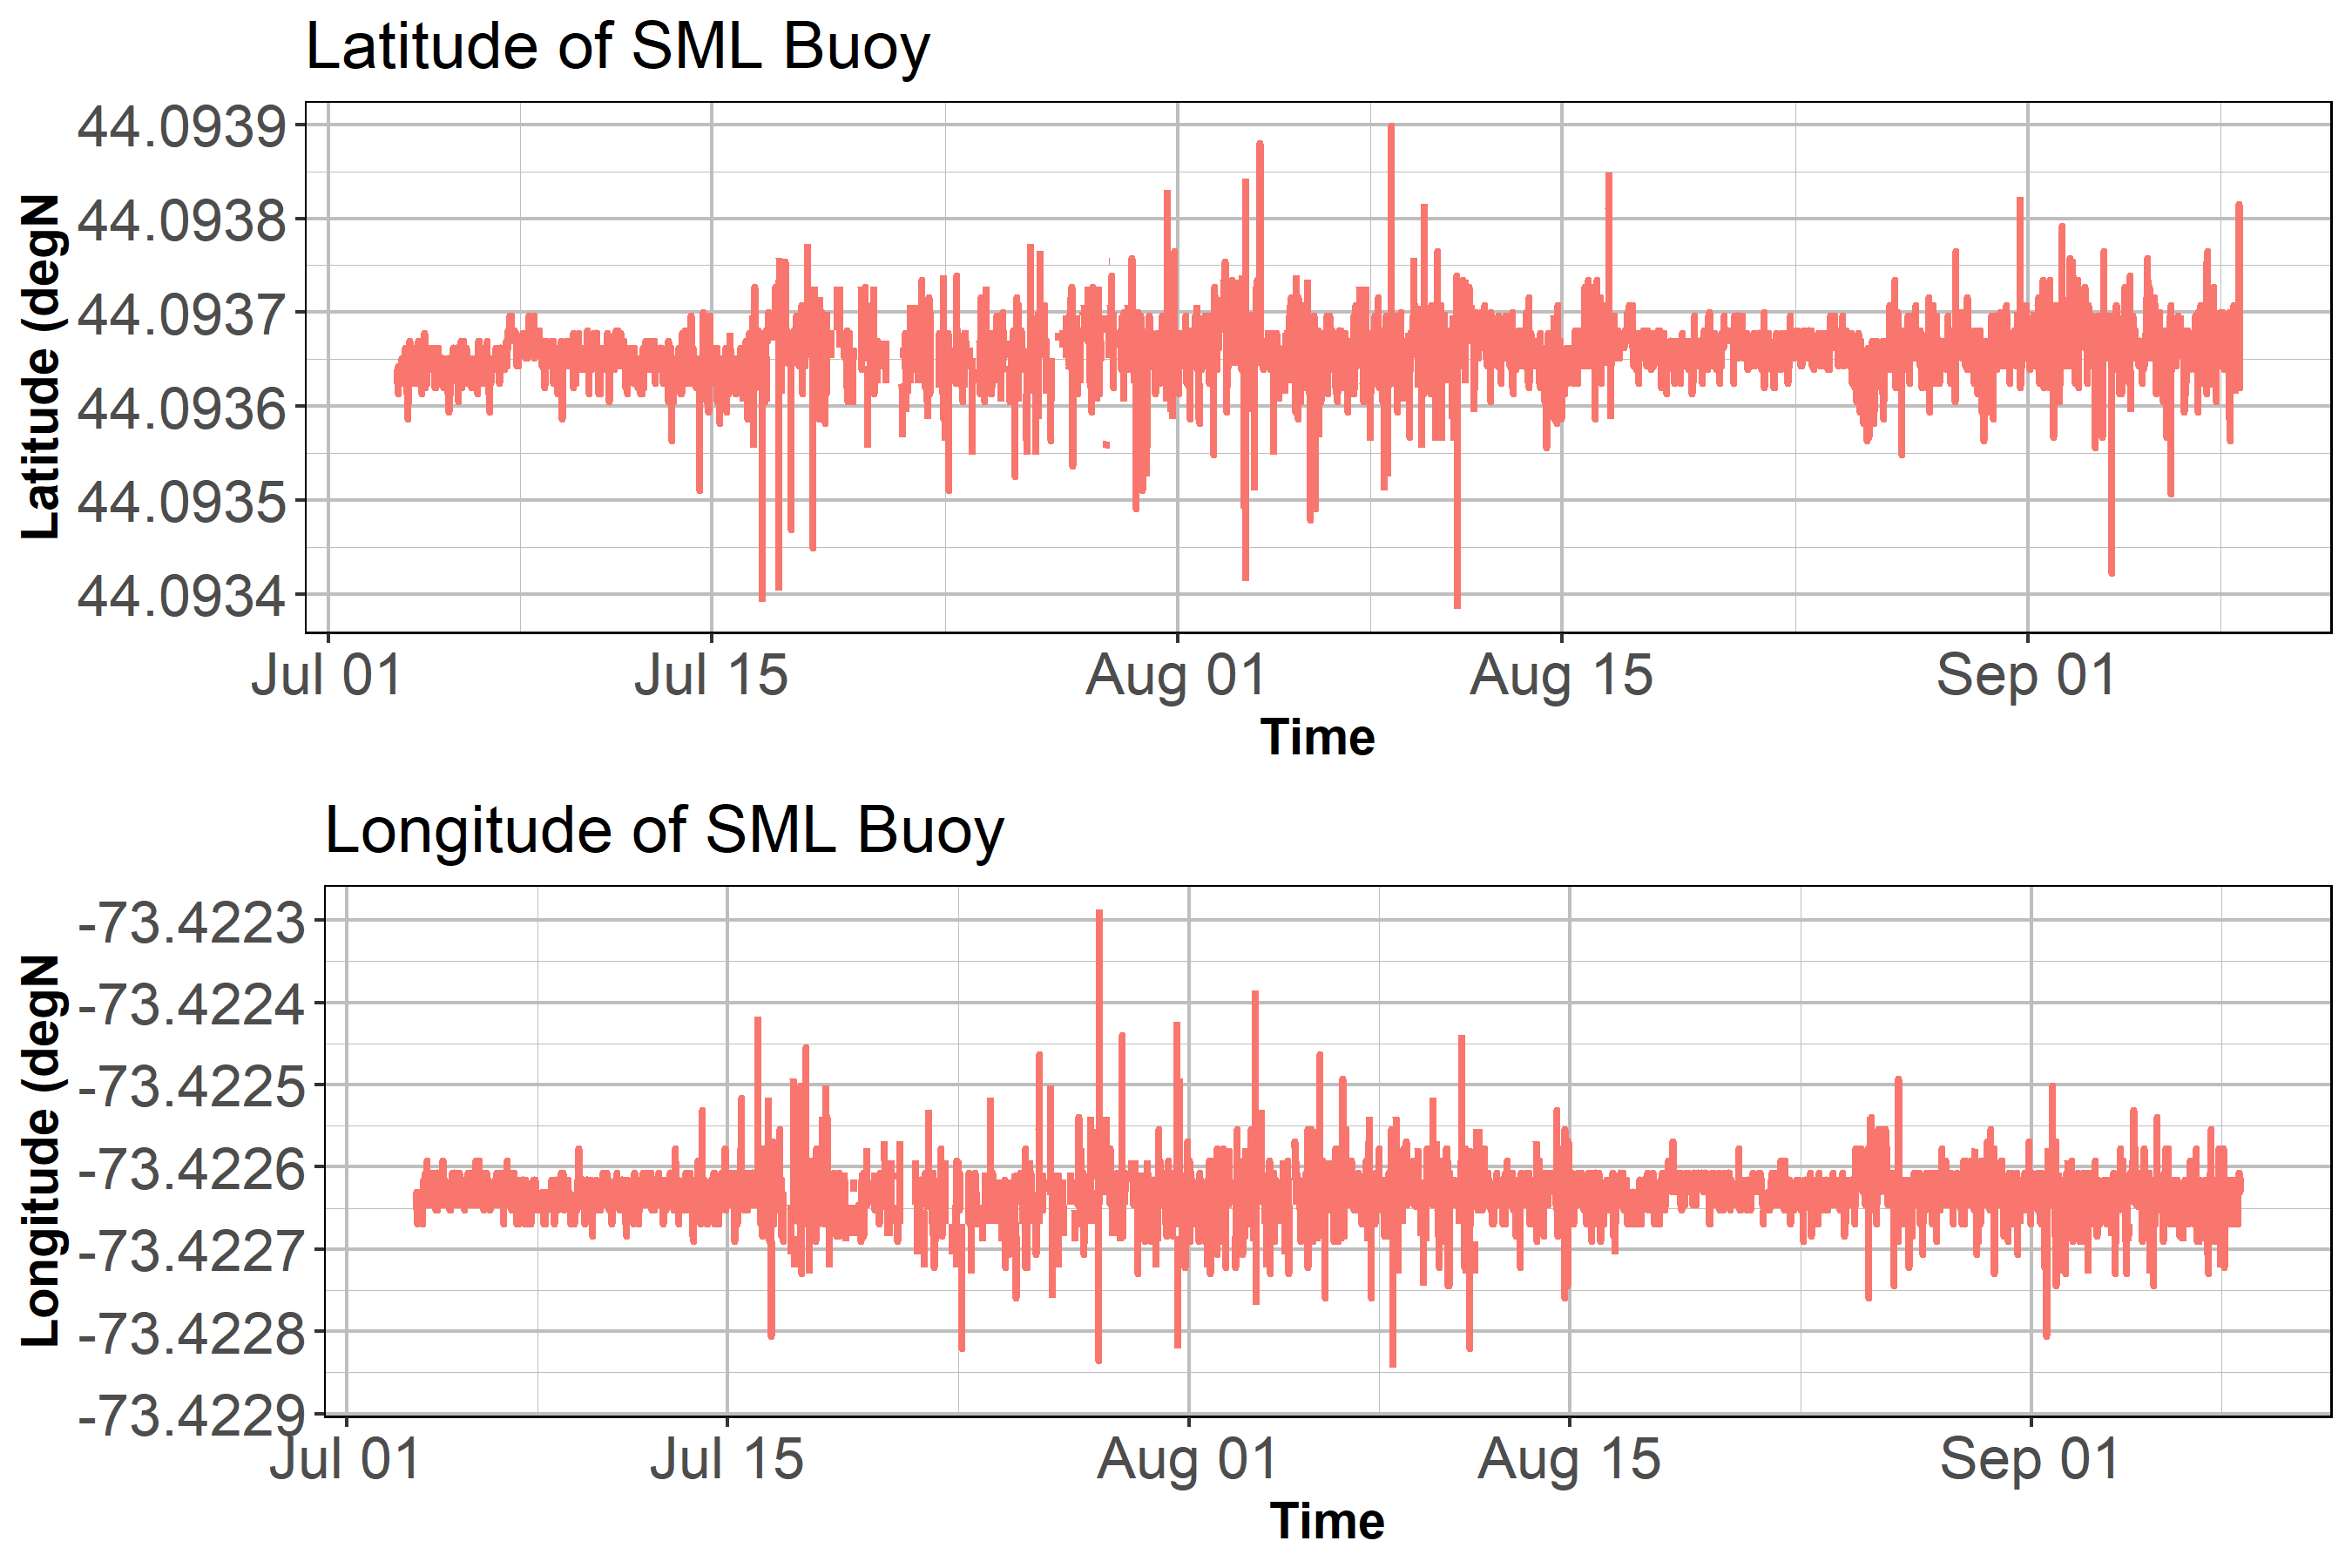 Latitude of SML Buoy
Latitude (degN
44.0939
44.0938
44.0937
44.0936
44.0935
44.0934
Jul 01 Jul 15 Aug 01 Aug 15 Sep 01
Time
Longitude of SML Buoy
Longitude (degN
-73.4223
-73.4224
-73.4225
-73.4226
-73.4227
-73.4228
-73.4229
Jul 01 Jul 15 Aug 01 Aug 15 Sep 01
Time